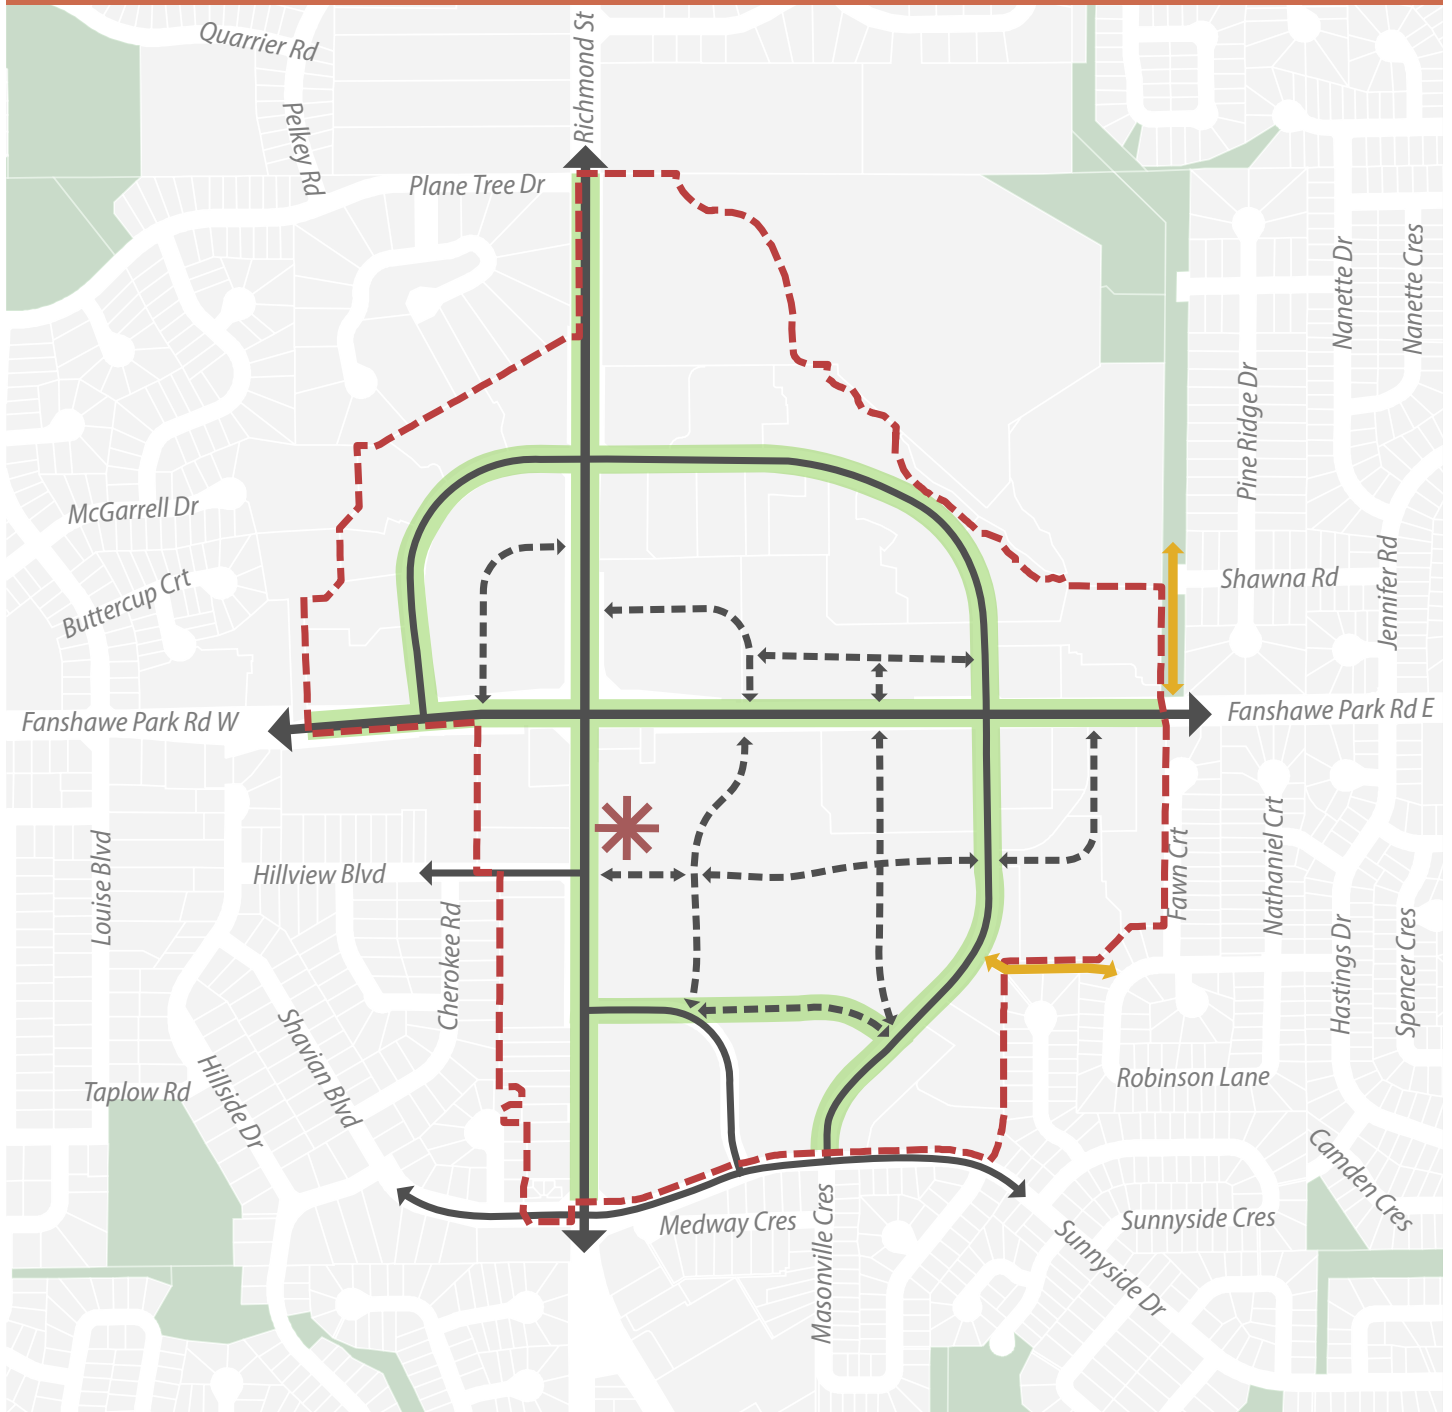 Quarrier Rd
Richmond St
Pelkey Rd
Plane Tree Dr
Nanette Dr
Nanette Cres
Pine Ridge Dr
McGarrell Dr
Buttercup Crt
Shawna Rd
Jennifer Rd
Fanshawe Park Rd W
Fanshawe Park Rd E
Louise Blvd
Hillview Blvd
Cherokee Rd
Fawn Crt
Nathaniel Crt
Hastings Dr
Spencer Cres
Shavian Blvd
Hillside Dr
Taplow Rd
Robinson Lane
Camden Cres
Medway Cres
Masonville Cres
Sunnyside Cres
Sunnyside Dr